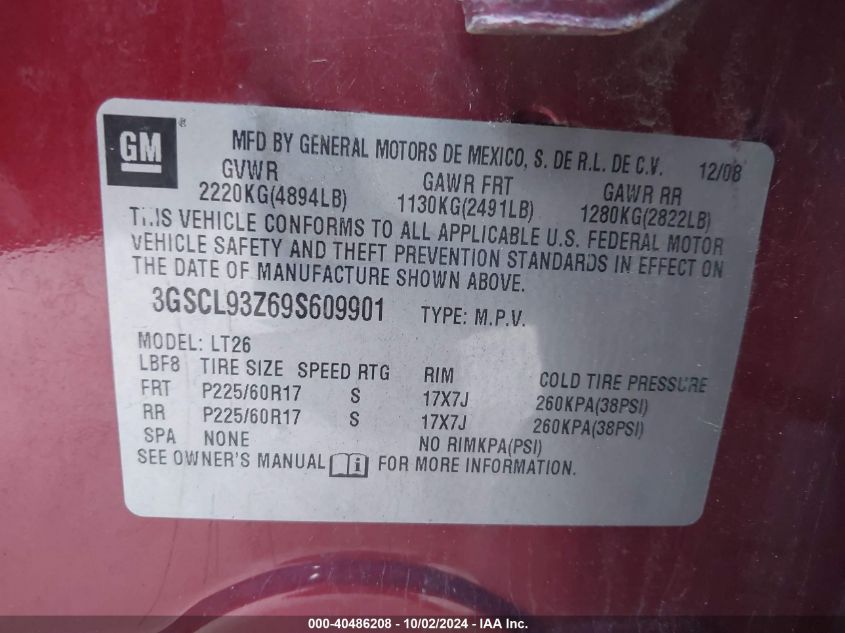 GM ®
MFD BY GENERAL MOTORS DE MEXICO, S. DE R.L. DE C.V. 12/08
GVWR GAWR FRT GAWR RR
2220KG(4894LB) 1130KG(2491LB) 1280KG(2822LB)
THIS VEHICLE CONFORMS TO ALL APPLICABLE U.S. FEDERAL MOTOR
VEHICLE SAFETY AND THEFT PREVENTION STANDARDS IN EFFECT ON
THE DATE OF MANUFACTURE SHOWN ABOVE.
3GSCL93Z69S609901 TYPE: M.P.V.
MODEL: LT26
LBF8 TIRE SIZE SPEED RTG RIM COLD TIRE PRESSURE
FRT P225/60R17 S 17X7J 260KPA(38PSI)
RR P225/60R17 S 17X7J 260KPA(38PSI)
SPA NONE NO RIMKPA(PSI)
SEE OWNER'S MANUAL i FOR MORE INFORMATION.
000-40486208 - 10/02/2024 - IAA Inc.